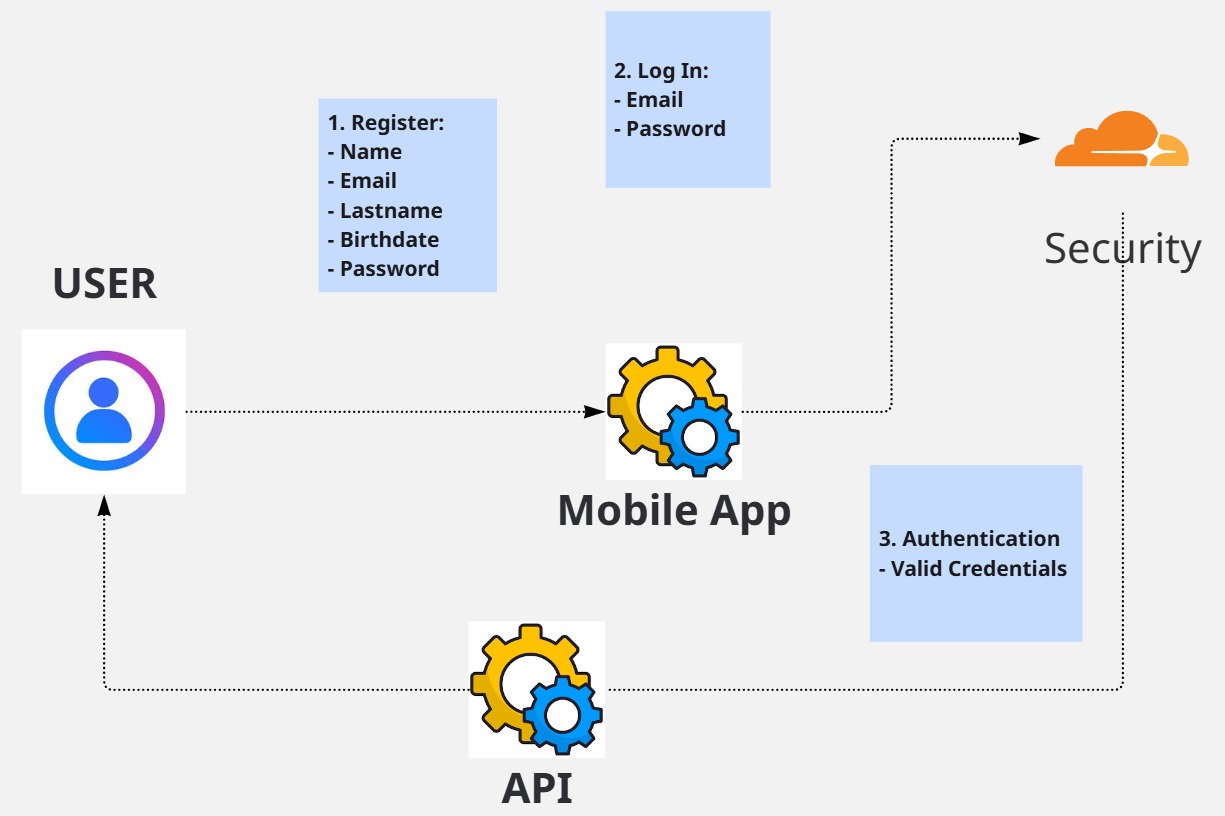 2. Log In:
- Email
- Password
1. Register:
- Name
- Email
- Lastname
- Birthdate
- Password
Security
USER
Mobile App
3. Authentication
- Valid Credentials
API